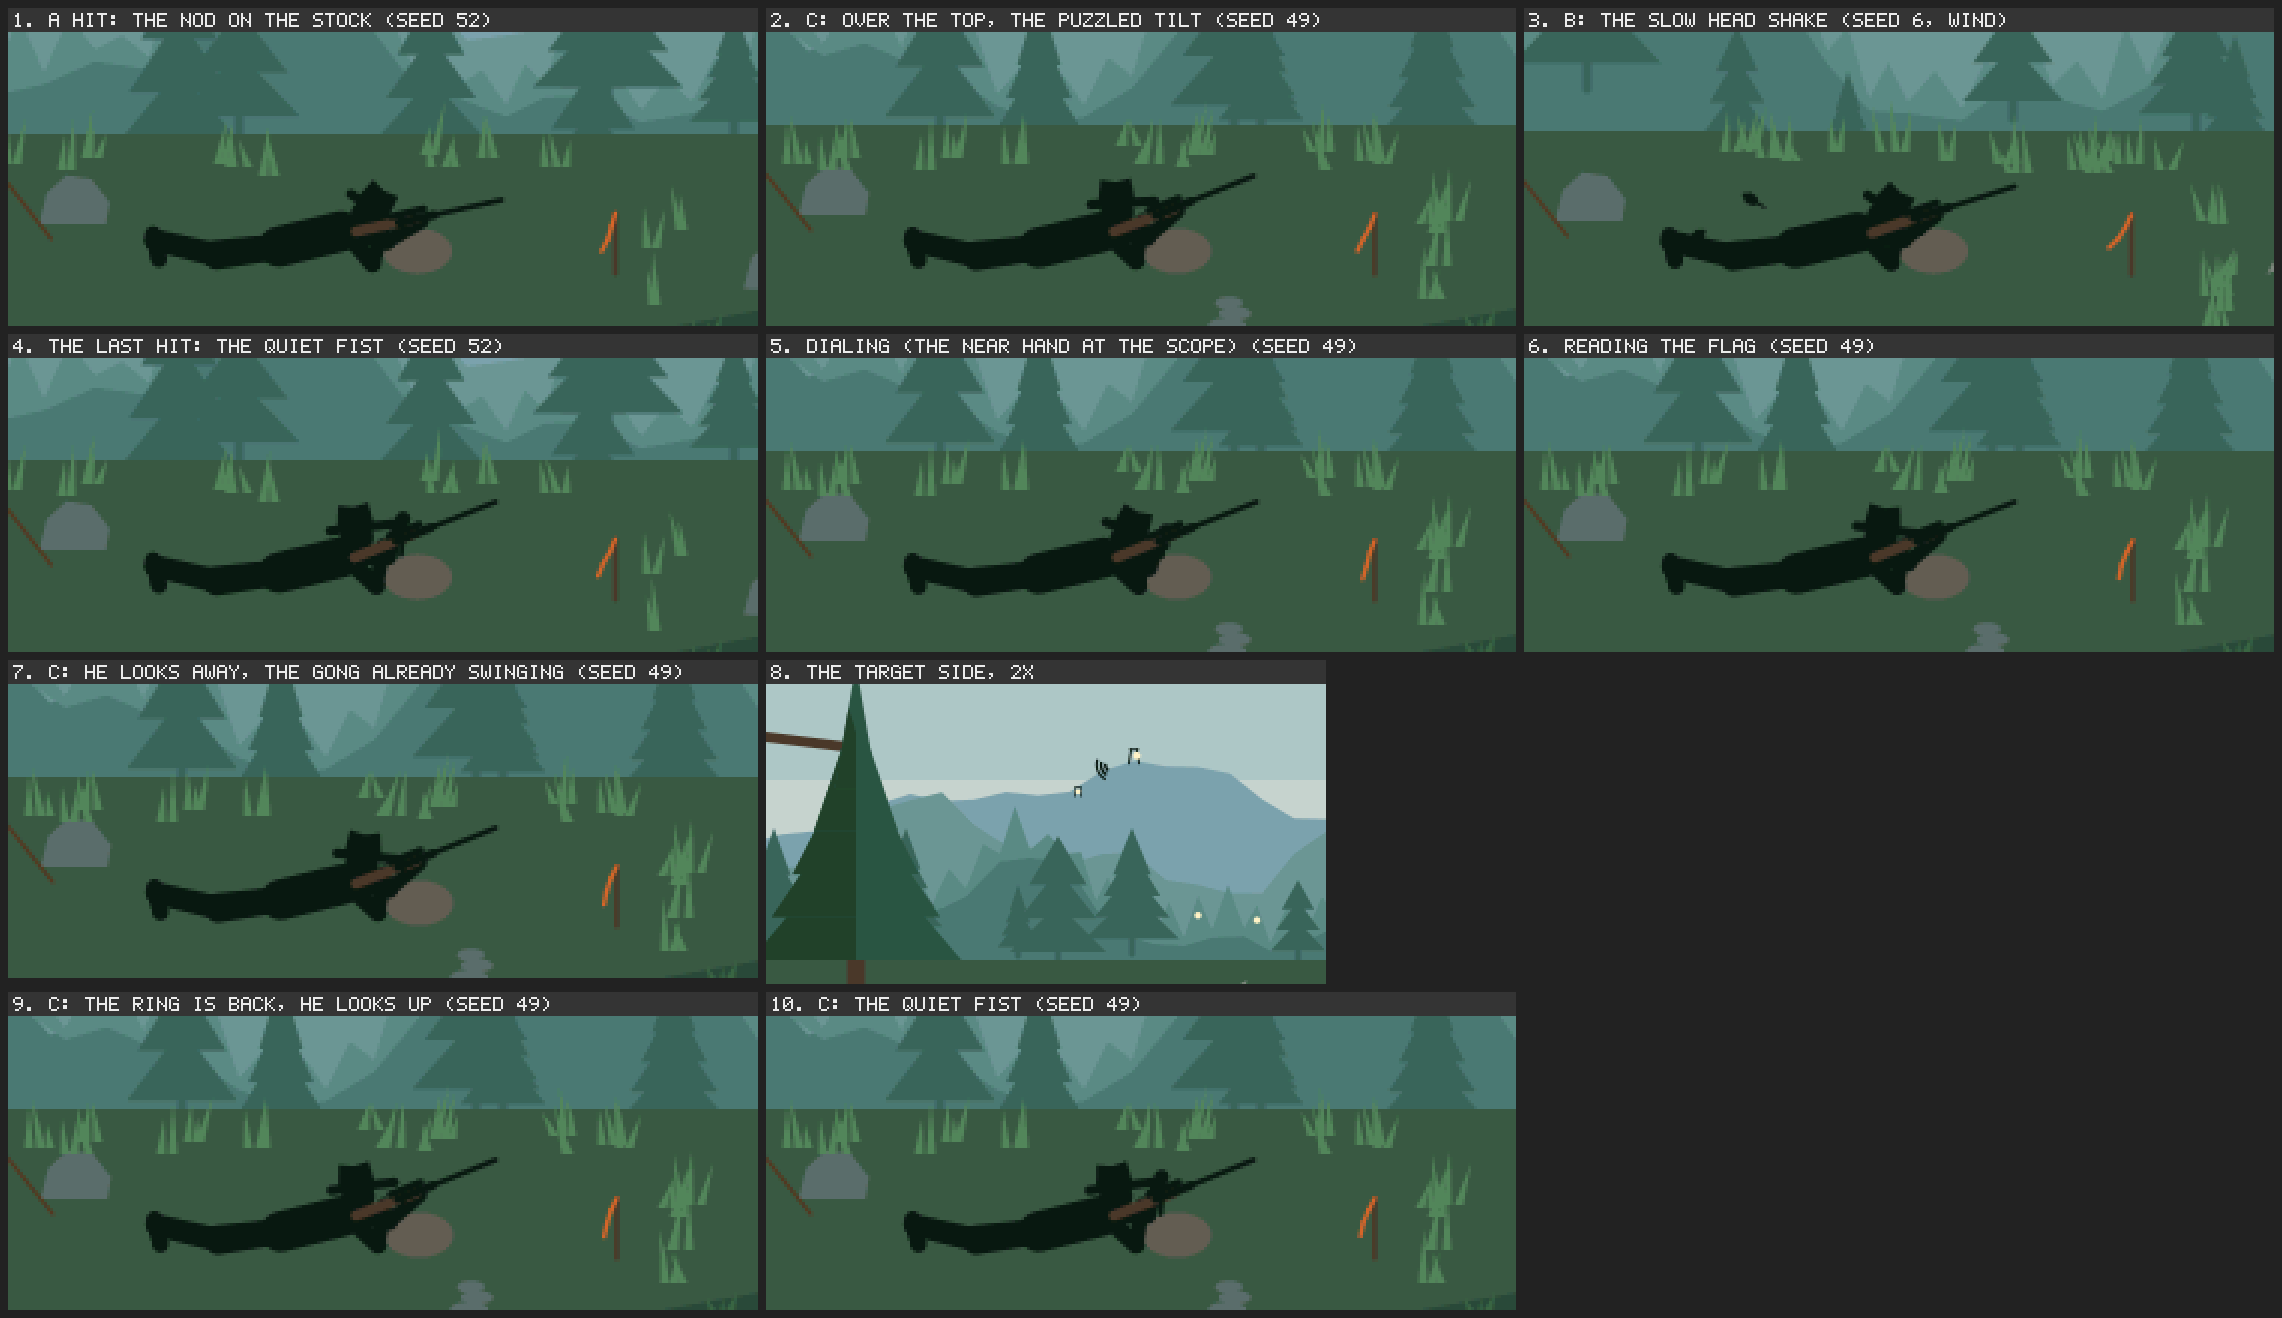 1. A HIT: THE NOD ON THE STOCK (SEED 52)
2. C: OVER THE TOP, THE PUZZLED TILT (SEED 49)
3. B: THE SLOW HEAD SHAKE (SEED 6, WIND)
4. THE LAST HIT: THE QUIET FIST (SEED 52)
5. DIALING (THE NEAR HAND AT THE SCOPE) (SEED 49)
6. READING THE FLAG (SEED 49)
7. C: HE LOOKS AWAY, THE GONG ALREADY SWINGING (SEED 49)
8. THE TARGET SIDE, 2X
9. C: THE RING IS BACK, HE LOOKS UP (SEED 49)
10. C: THE QUIET FIST (SEED 49)